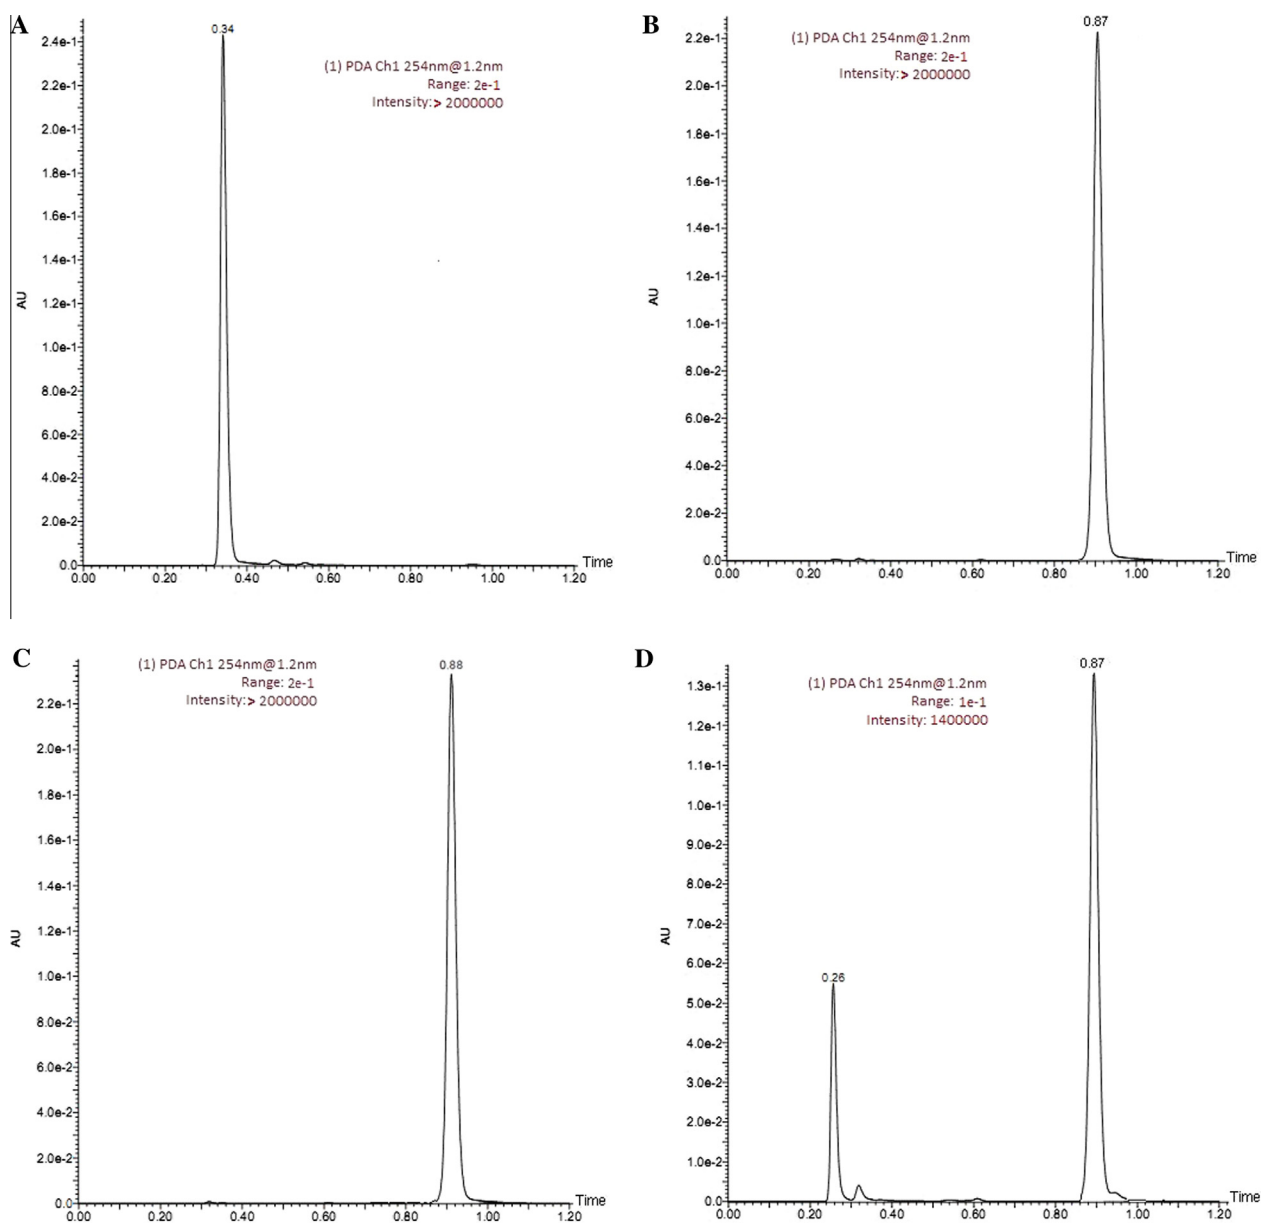 A
0.34
(1) PDA Ch1 254nm@1.2nm
Range: 2e-1
Intensity:> 2000000
2.4e-1
2.2e-1
2.0e-1
1.8e-1
1.6e-1
1.4e-1
1.2e-1
1.0e-1
8.0e-2
6.0e-2
4.0e-2
2.0e-2
0.0
AU
0.00 0.20 0.40 0.60 0.80 1.00 1.20
Time
B
0.87
(1) PDA Ch1 254nm@1.2nm
Range: 2e-1
Intensity:> 2000000
2.2e-1
2.0e-1
1.8e-1
1.6e-1
1.4e-1
1.2e-1
1.0e-1
8.0e-2
6.0e-2
4.0e-2
2.0e-2
0.0
AU
0.00 0.20 0.40 0.60 0.80 1.00 1.20
Time
C
0.88
(1) PDA Ch1 254nm@1.2nm
Range: 2e-1
Intensity:> 2000000
2.2e-1
2.0e-1
1.8e-1
1.6e-1
1.4e-1
1.2e-1
1.0e-1
8.0e-2
6.0e-2
4.0e-2
2.0e-2
0.0
AU
0.00 0.20 0.40 0.60 0.80 1.00 1.20
Time
D
0.87
(1) PDA Ch1 254nm@1.2nm
Range: 1e-1
Intensity: 1400000
1.3e-1
1.2e-1
1.1e-1
1.0e-1
9.0e-2
8.0e-2
7.0e-2
6.0e-2
5.0e-2
4.0e-2
3.0e-2
2.0e-2
1.0e-2
0.0
0.26
AU
0.00 0.20 0.40 0.60 0.80 1.00 1.20
Time